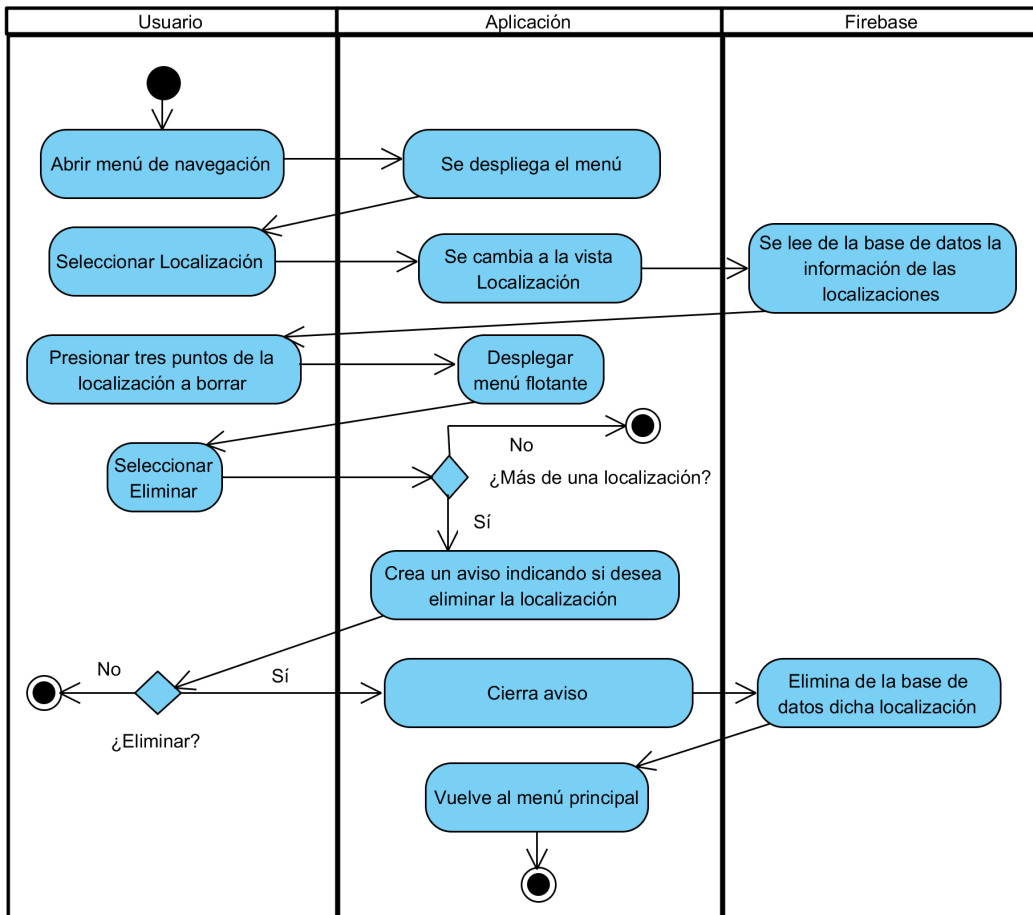 Usuario
Aplicación
Firebase
Abrir menú de navegación
Se despliega el menú
Seleccionar Localización
Se cambia a la vista
Localización
Se lee de la base de datos la
información de las
localizaciones
Presionar tres puntos de la
localización a borrar
Desplegar
menú flotante
Seleccionar
Eliminar
No
¿Más de una localización?
Sí
Crea un aviso indicando si desea
eliminar la localización
No
¿Eliminar?
Sí
Cierra aviso
Elimina de la base de
datos dicha localización
Vuelve al menú principal